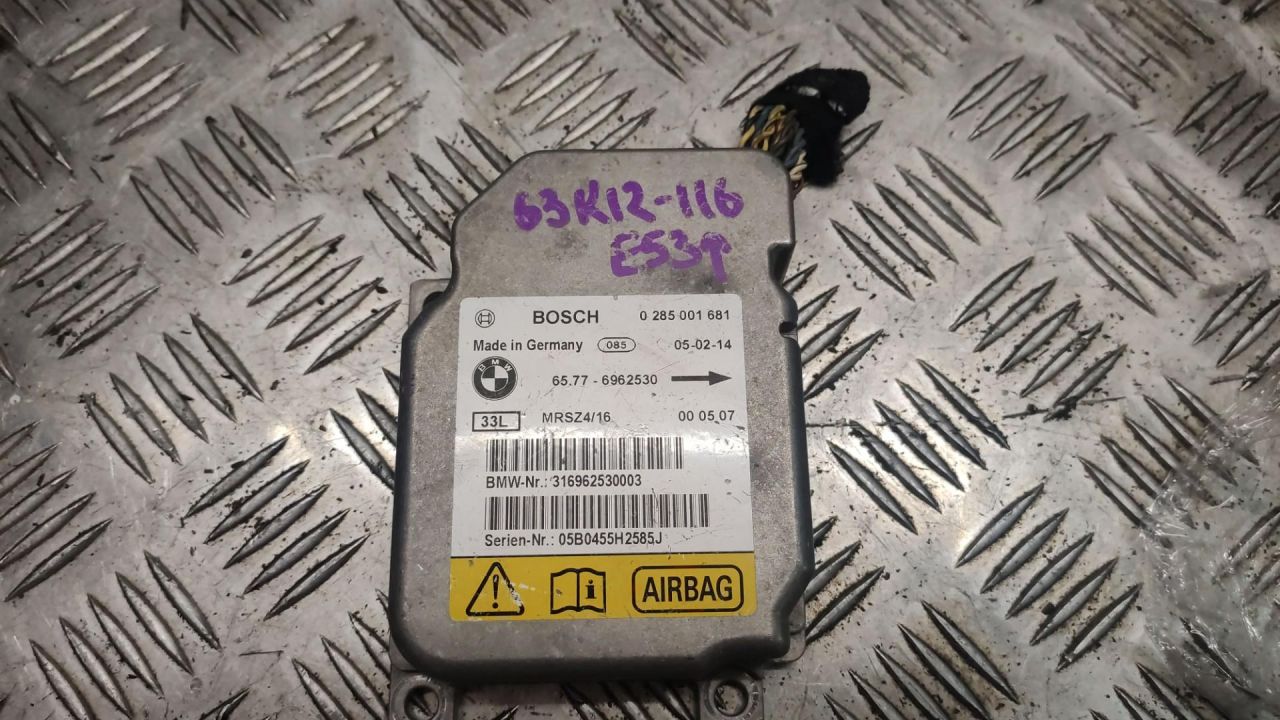 63K12-116
E53P
BOSCH 0 285 001 681
Made in Germany 085 05-02-14
BMW 65.77 - 6962530
33L MRSZ4/16 00 05,07
BMW-Nr.: 316962530003
Serien-Nr.: 05B0455H2585J
AIRBAG